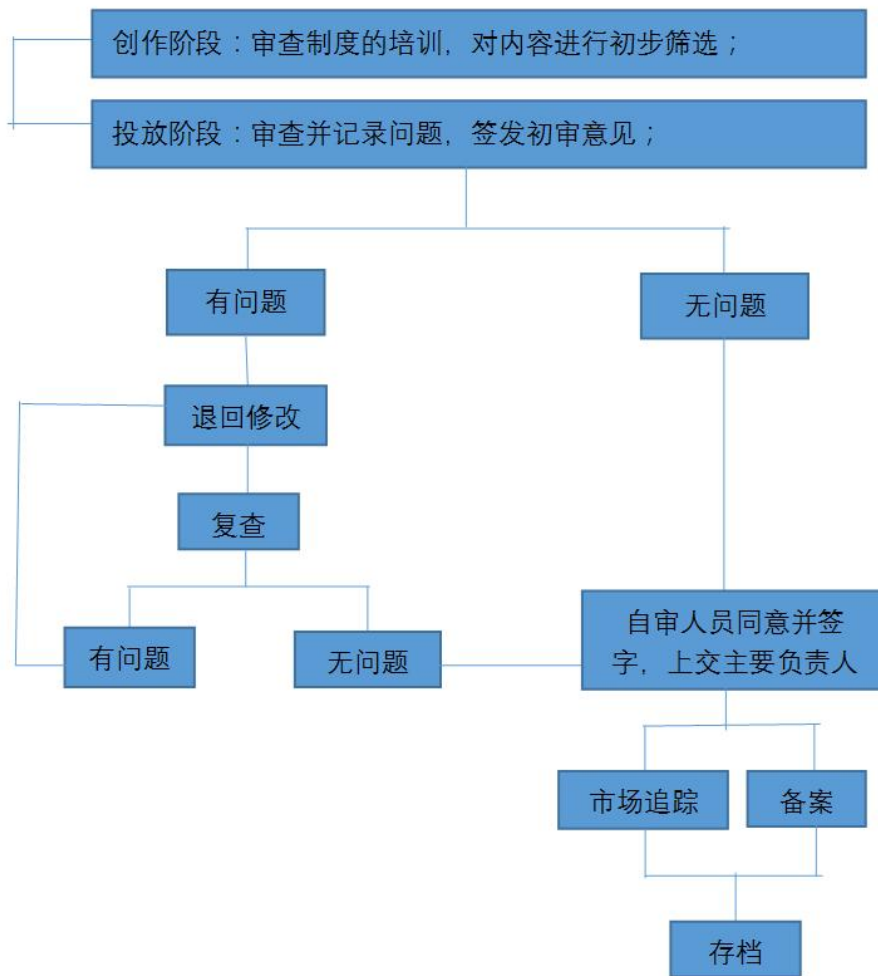 创作阶段：审查制度的培训，对内容进行初步筛选；
投放阶段：审查并记录问题，签发初审意见；
有问题
无问题
退回修改
复查
有问题
无问题
自审人员同意并签
字，上交主要负责人
市场追踪
备案
存档